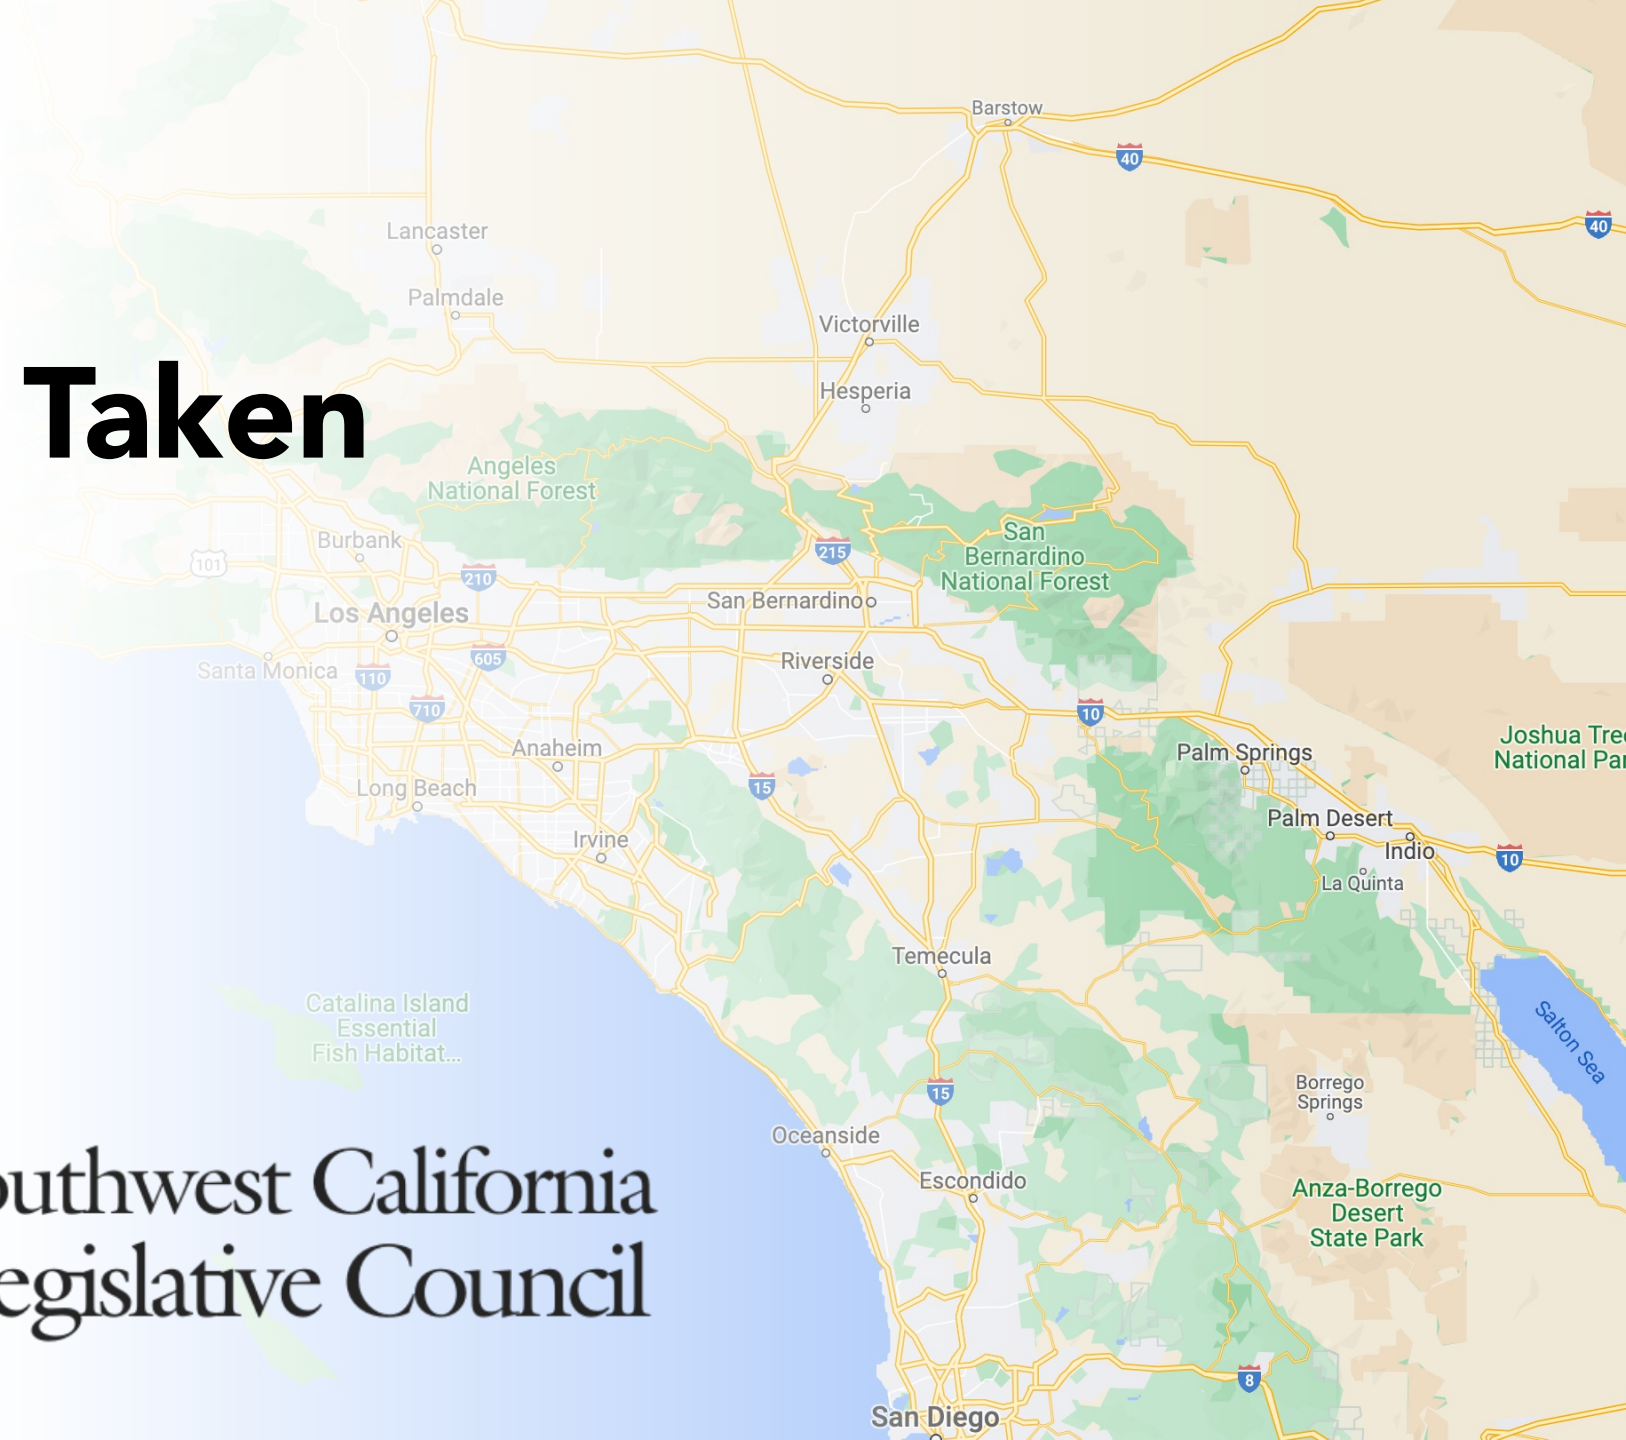 Barstow
40
40
Lancaster
Palmdale
Victorville
Hesperia
Taken
Angeles
National Forest
Burbank
101
210
215
San
Bernardino
National Forest
San Bernardino
Los Angeles
605
Santa Monica
110
710
Riverside
10
Anaheim
Long Beach
15
Irvine
Palm Springs
Joshua Tree
National Par
Palm Desert
Indio
10
La Quinta
Temecula
Salton Sea
Catalina Island
Essential
Fish Habitat...
15
Borrego
Springs
Oceanside
Escondido
Anza-Borrego
Desert
State Park
outhwest California
egislative Council
8
San Diego